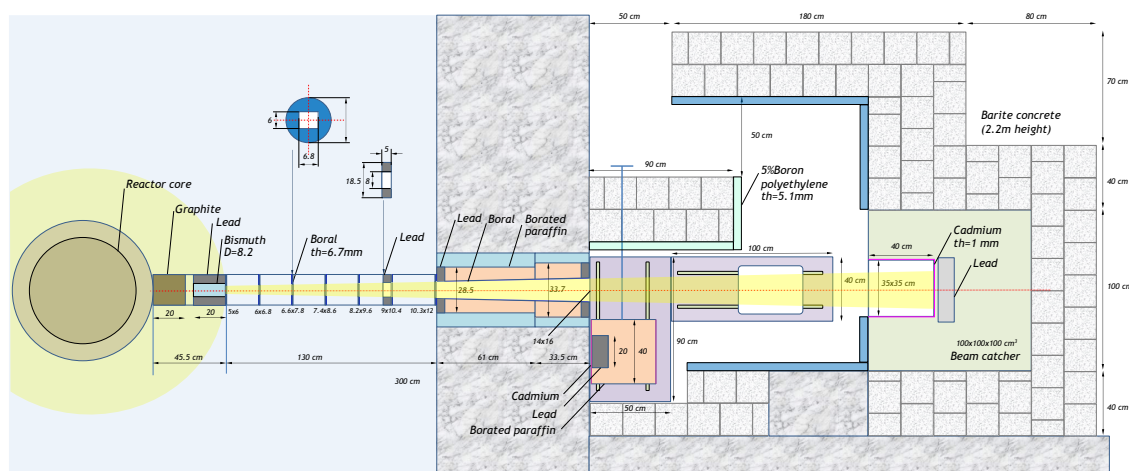 50 cm
180 cm
80 cm
70 cm
Barite concrete
(2.2m height)
6
6.8
5
18.5
8
50 cm
90 cm
5%Boron
polyethylene
th=5.1mm
40 cm
Reactor core
Graphite
Lead
Bismuth
D=8.2
Boral
th=6.7mm
Lead
Lead
Boral
Borated
paraffin
100 cm
Cadmium
th=1 mm
Lead
40 cm
28.5
33.7
40 cm
35x35 cm
100 cm
20
20
5x6
6x6.8
6.6x7.8
7.4x8.6
8.2x9.6
9x10.4
10.3x12
14x16
20
40
90 cm
100x100x100 cm³
Beam catcher
45.5 cm
130 cm
61 cm
33.5 cm
300 cm
Cadmium
Lead
Borated paraffin
50 cm
40 cm